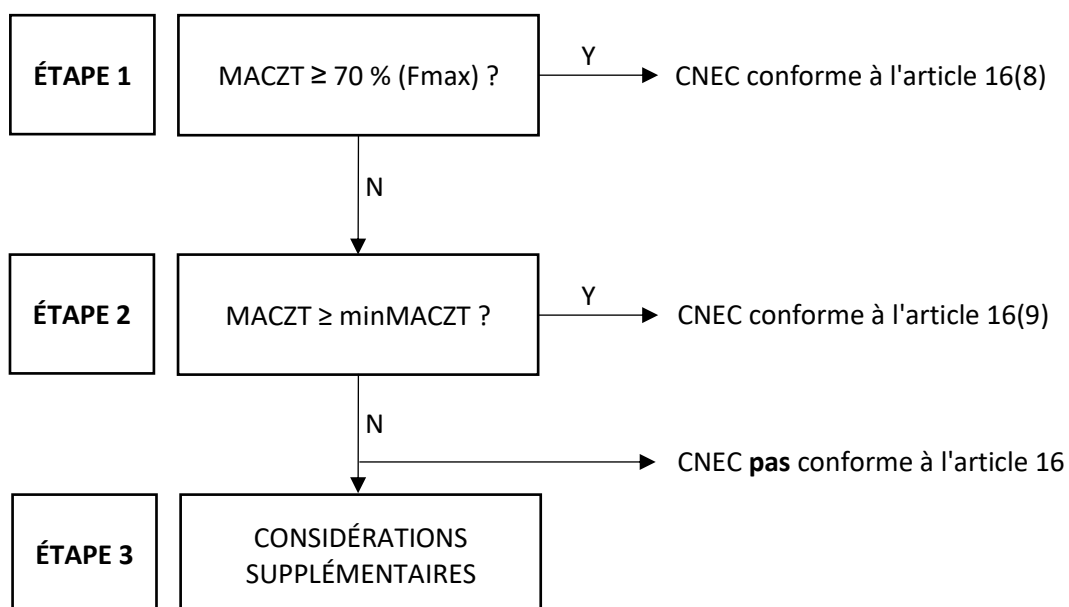 ÉTAPE 1
MACZT ≥ 70 % (Fmax) ?
Y
CNEC conforme à l'article 16(8)
N
ÉTAPE 2
MACZT ≥ minMACZT ?
Y
CNEC conforme à l'article 16(9)
N
CNEC pas conforme à l'article 16
ÉTAPE 3
CONSIDÉRATIONS
SUPPLÉMENTAIRES